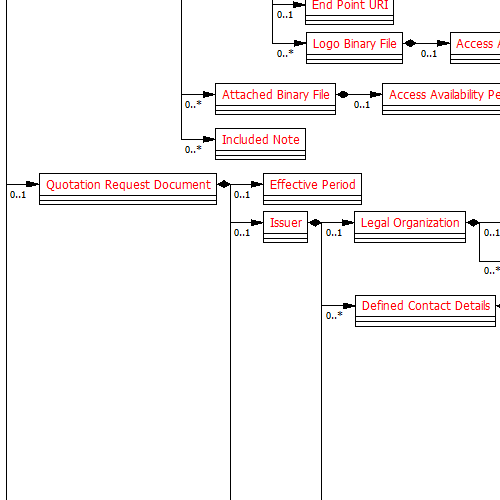 End Point URI
0..1
Logo Binary File
0..*
0..1
Access
Attached Binary File
0..*
0..1
Access Availability
Included Note
0..*
Quotation Request Document
0..1
Effective Period
0..1
Issuer
0..1
Legal Organization
0..1
0..1
0..*
Defined Contact Details
0..*